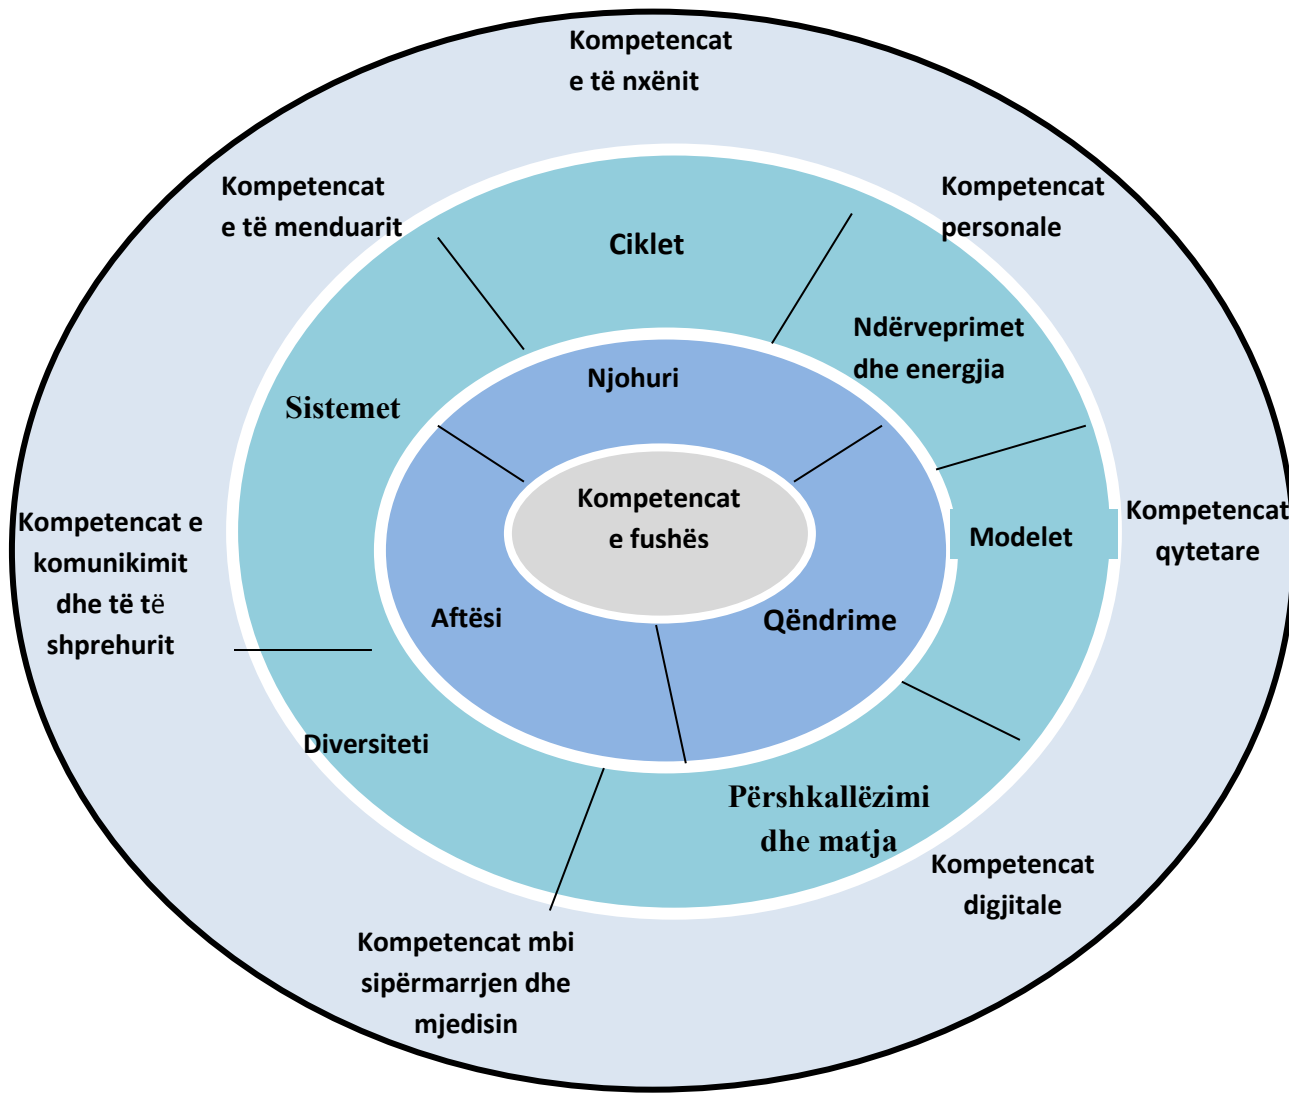 Kompetencat
e të nxënit
Kompetencat
e të menduarit
Kompetencat
personale
Ciklet
Ndërveprimet
dhe energjia
Njohuri
Sistemet
Kompetencat
e fushës
Kompetencat e
komunikimit
dhe të të
shprehurit
Modelet
Kompetencat
qytetare
Aftësi
Qëndrime
Diversiteti
Përshkallëzimi
dhe matja
Kompetencat
digjitale
Kompetencat mbi
sipërmarrjen dhe
mjedisin